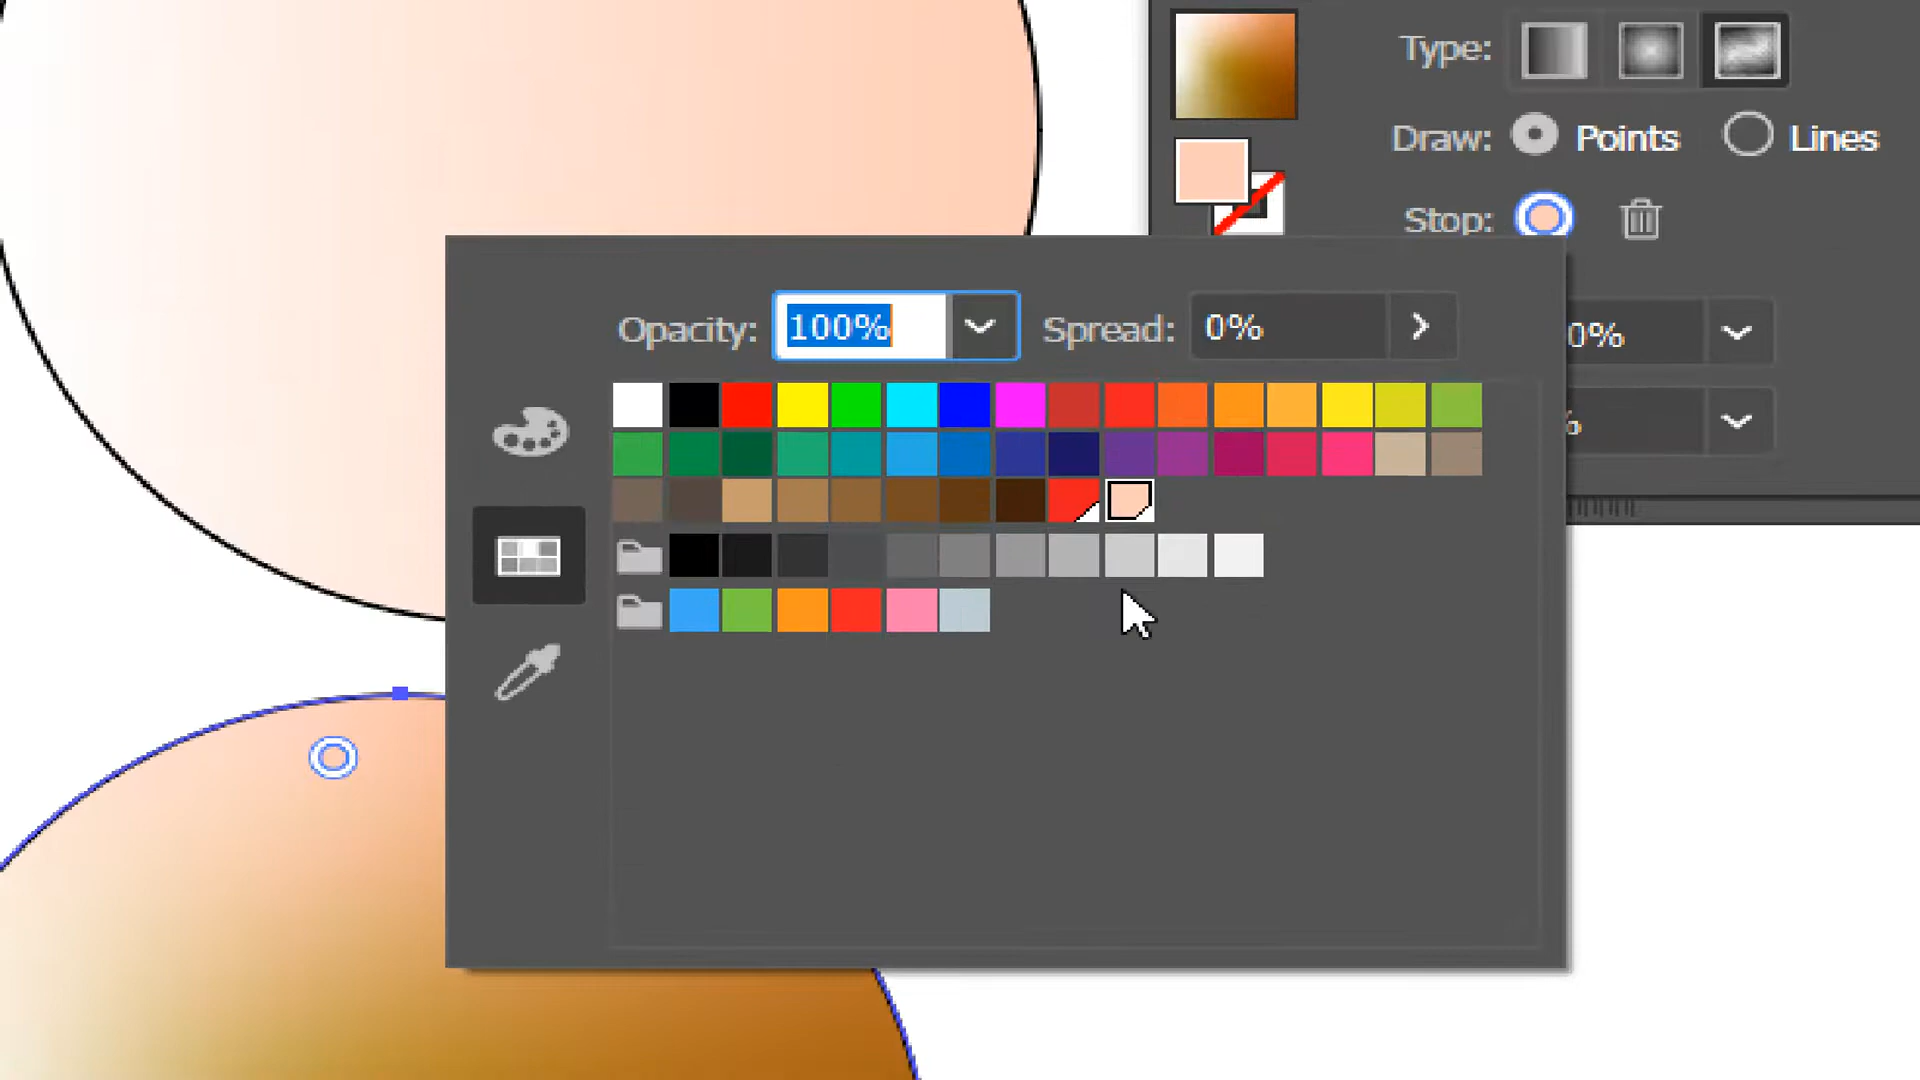 Type:
Draw: Points Lines
Stop:
Opacity: 100% Spread: 0%
0%
%